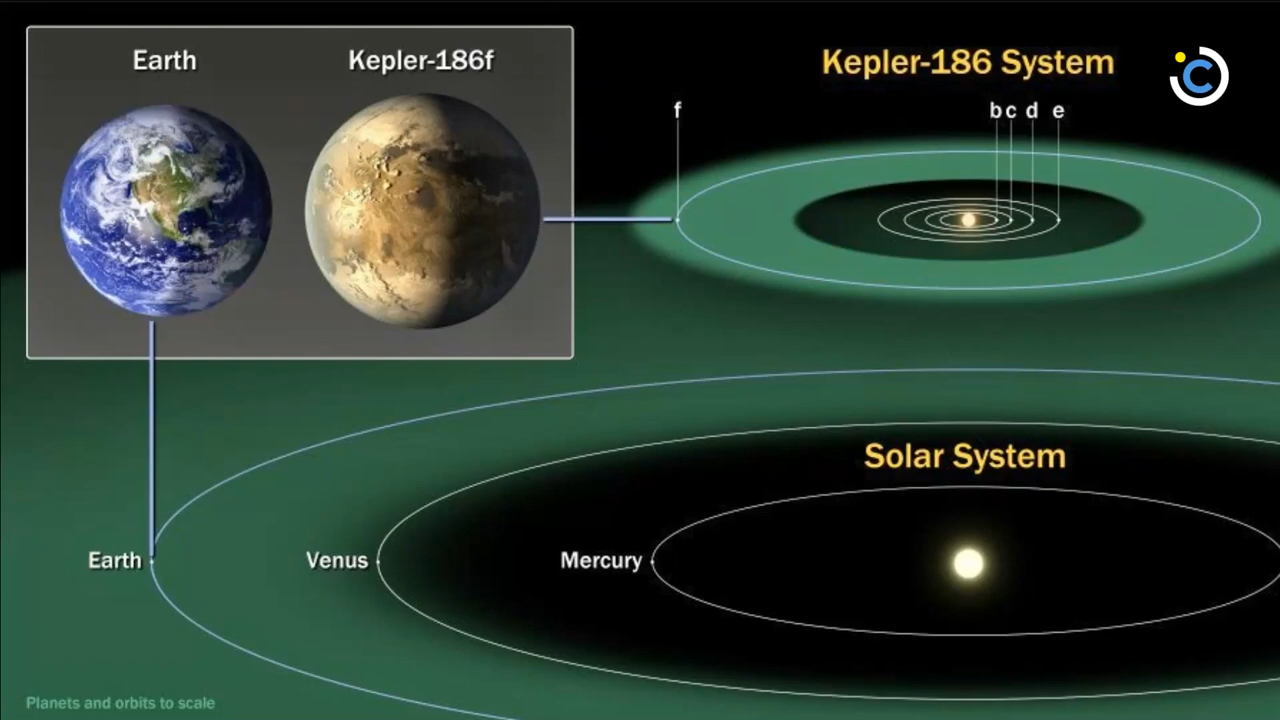 Earth
Kepler-186f
Kepler-186 System
C
f
b c d e
Solar System
Earth
Venus
Mercury
Planets and orbits to scale